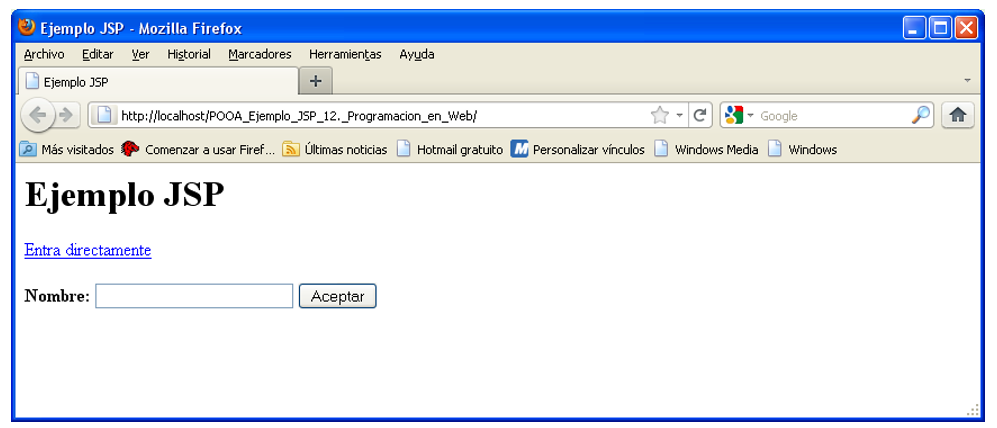 Ejemplo JSP - Mozilla Firefox
Archivo Editar Ver Historial Marcadores Herramientas Ayuda
Ejemplo JSP +
http://localhost/POOA_Ejemplo_JSP_12._Programacion_en_Web/ Google
Más visitados Comenzar a usar Firef... Últimas noticias Hotmail gratuito M Personalizar vínculos Windows Media Windows
Ejemplo JSP
Entra directamente
Nombre: Aceptar